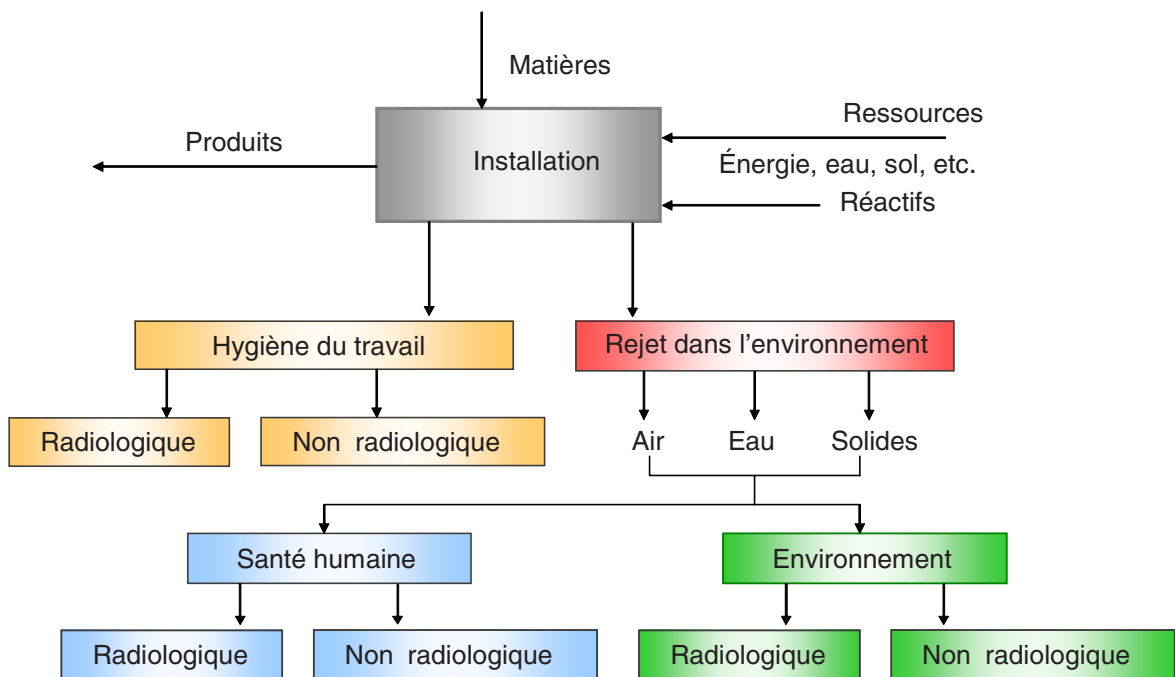 Matières
Ressources
Produits
Installation
Énergie, eau, sol, etc.
Réactifs
Hygiène du travail
Rejet dans l'environnement
Radiologique
Non radiologique
Air
Eau
Solides
Santé humaine
Environnement
Radiologique
Non radiologique
Radiologique
Non radiologique